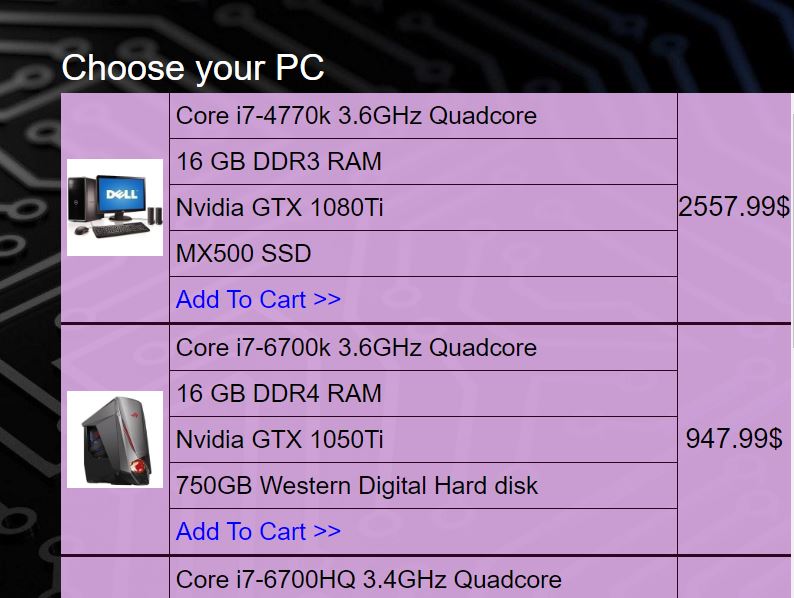 Choose your PC
Core i7-4770k 3.6GHz Quadcore
16 GB DDR3 RAM
DELL
Nvidia GTX 1080Ti
2557.99$
MX500 SSD
Add To Cart >>
Core i7-6700k 3.6GHz Quadcore
16 GB DDR4 RAM
Nvidia GTX 1050Ti
947.99$
750GB Western Digital Hard disk
Add To Cart >>
Core i7-6700HQ 3.4GHz Quadcore